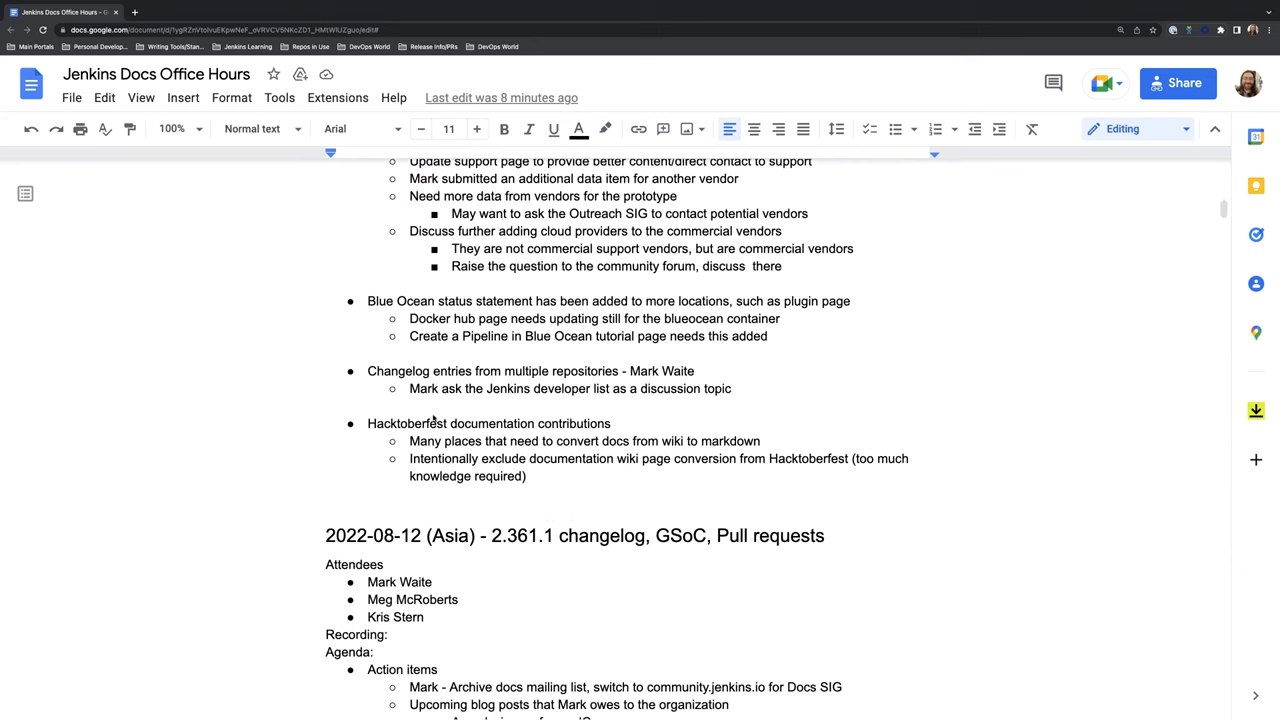 Jenkins Docs Office Hours - G
docs.google.com
Main Portals
Personal Develop...
Writing Tools/Stan...
Jenkins Learning
Repos in Use
DevOps World
Release Info/PRs
DevOps World
Jenkins Docs Office Hours
File Edit View Insert Format Tools Extensions Help Last edit was 8 minutes ago
Share
100% Normal text Arial 11 Editing
Update support page to provide better content/direct contact to support
Mark submitted an additional data item for another vendor
Need more data from vendors for the prototype
May want to ask the Outreach SIG to contact potential vendors
Discuss further adding cloud providers to the commercial vendors
They are not commercial support vendors, but are commercial vendors
Raise the question to the community forum, discuss there
Blue Ocean status statement has been added to more locations, such as plugin page
Docker hub page needs updating still for the blueocean container
Create a Pipeline in Blue Ocean tutorial page needs this added
Changelog entries from multiple repositories - Mark Waite
Mark ask the Jenkins developer list as a discussion topic
Hacktoberfest documentation contributions
Many places that need to convert docs from wiki to markdown
Intentionally exclude documentation wiki page conversion from Hacktoberfest (too much
knowledge required)
2022-08-12 (Asia) - 2.361.1 changelog, GSoC, Pull requests
Attendees
Mark Waite
Meg McRoberts
Kris Stern
Recording:
Agenda:
Action items
Mark - Archive docs mailing list, switch to community.jenkins.io for Docs SIG
Upcoming blog posts that Mark owes to the organization